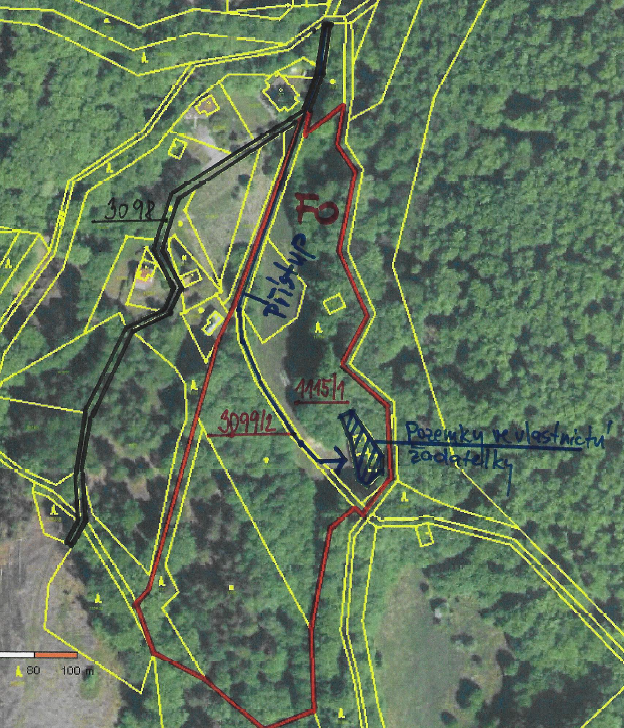 3098
FO
přístup
1115/1
3099/2
Pozemky ve vlastnictví
žadatelky
80 100 m